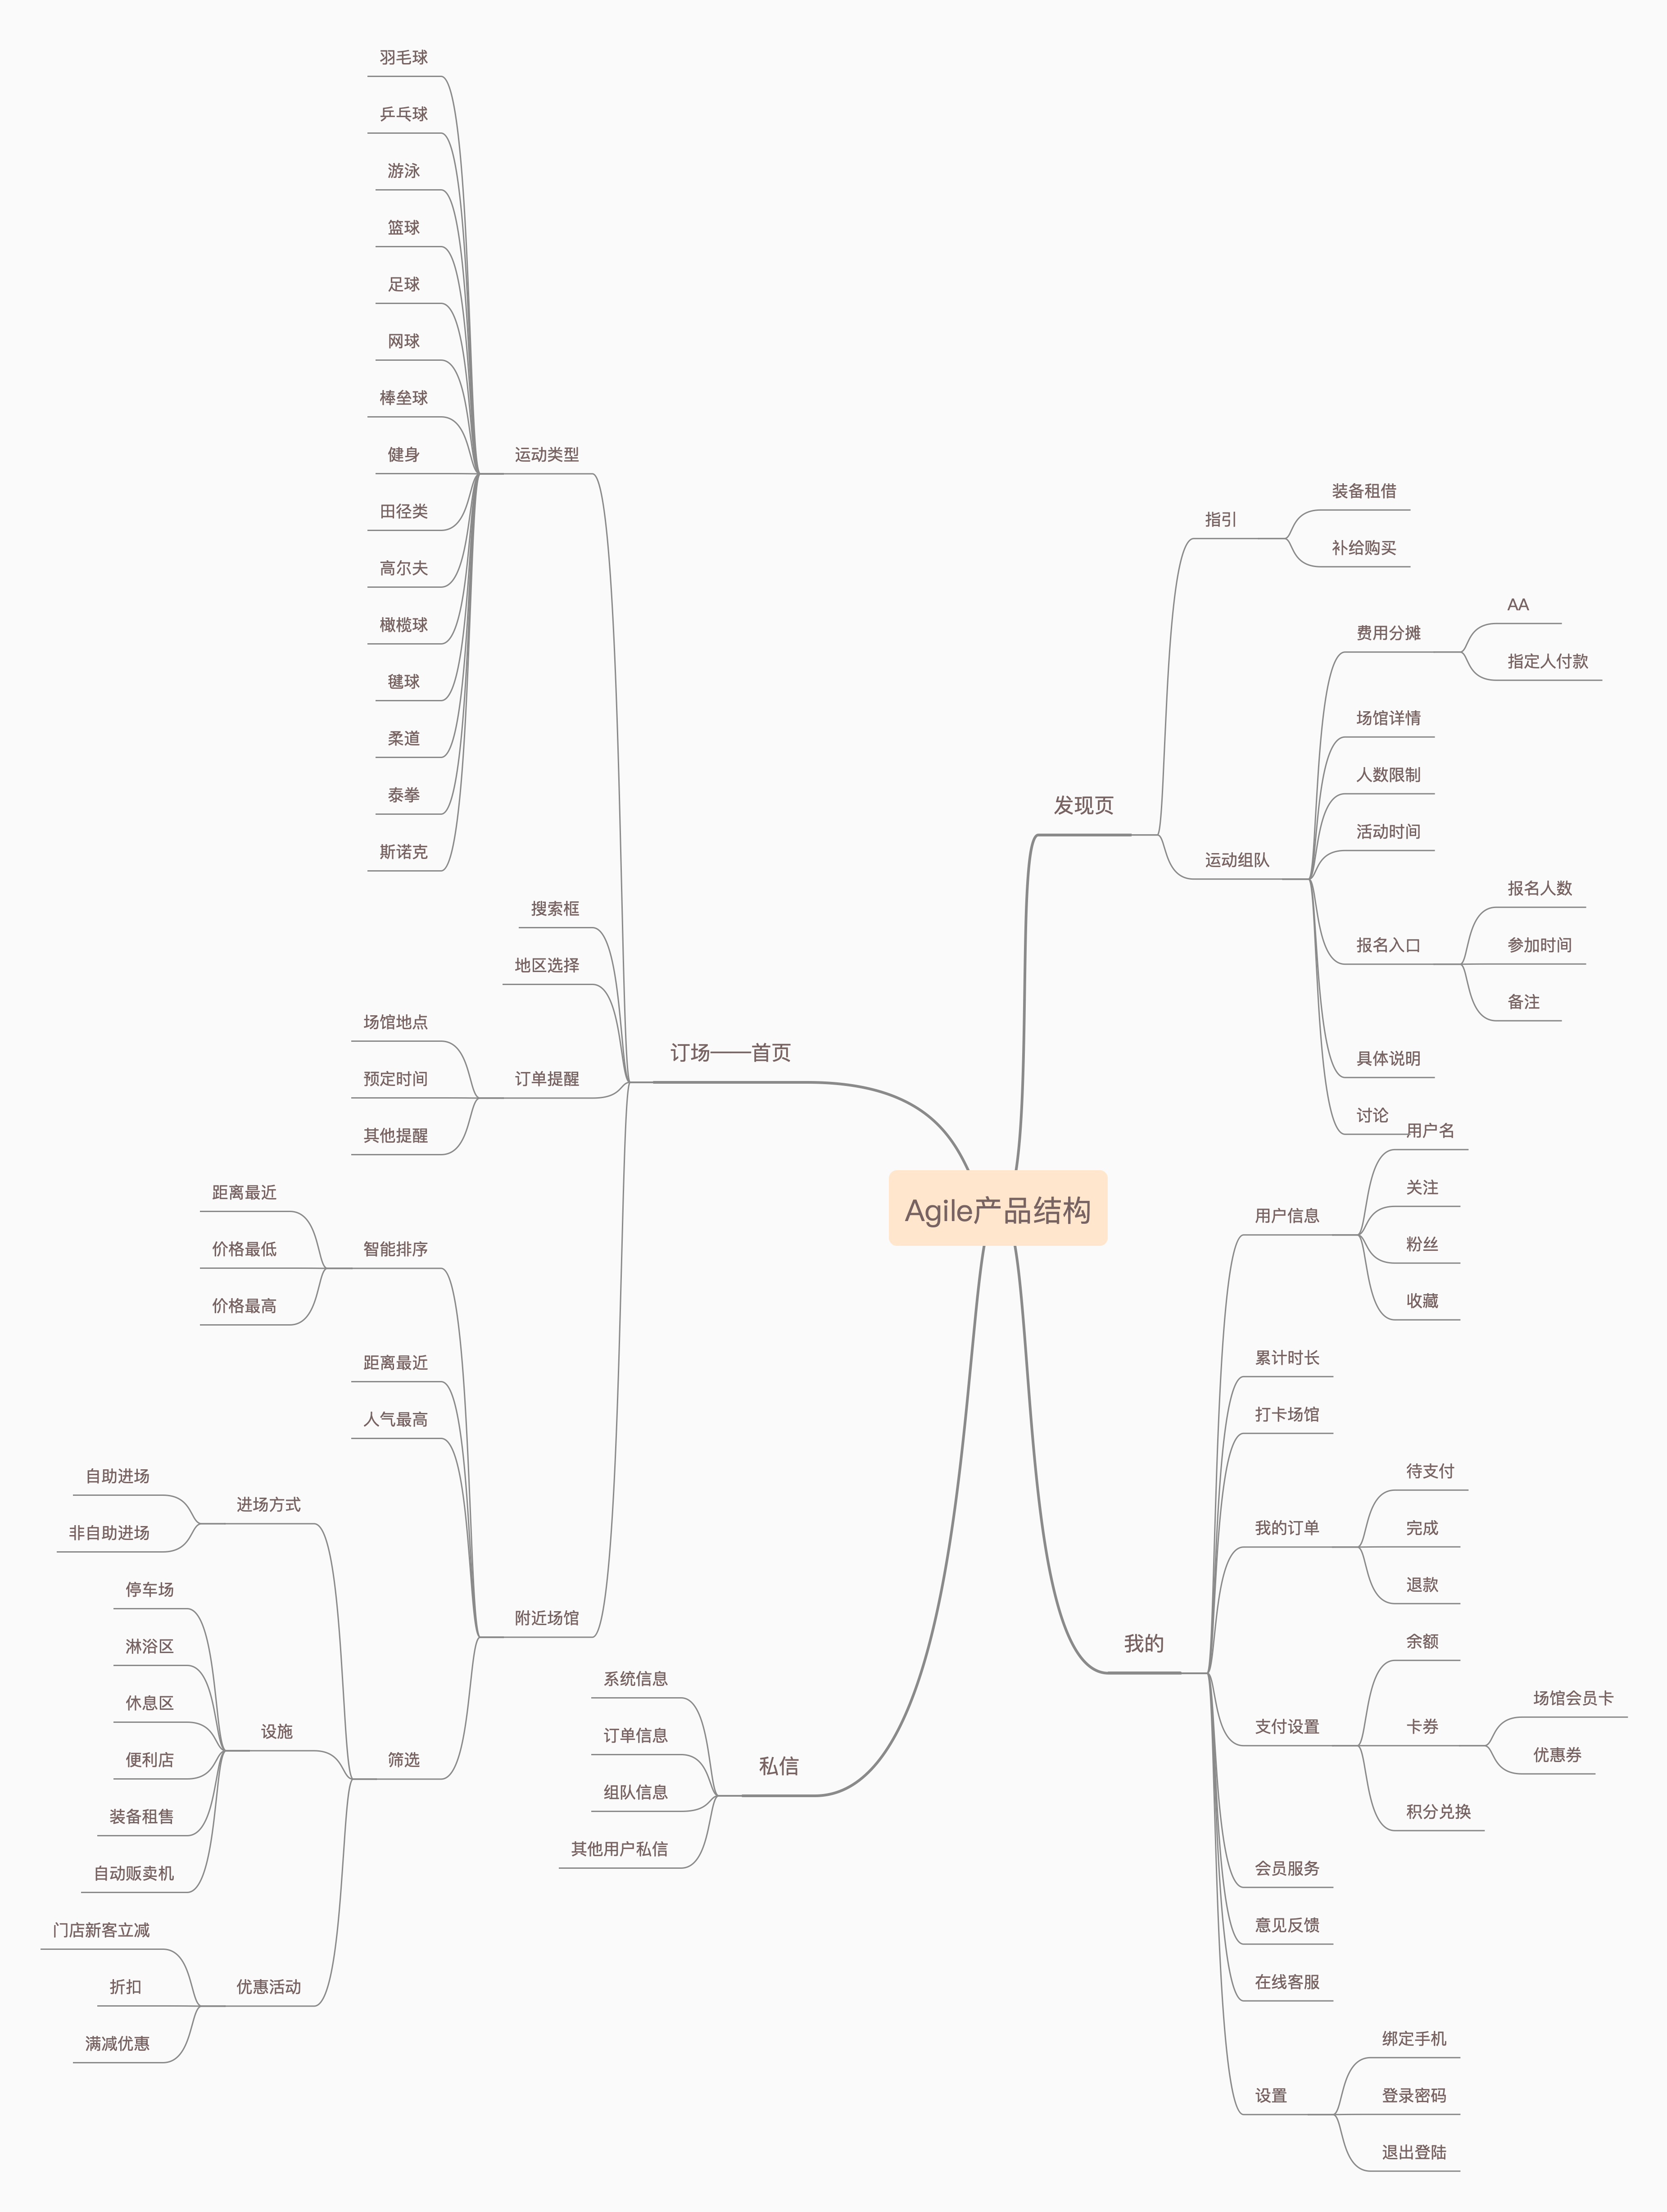 Agile产品结构
订场——首页
运动类型
羽毛球
乒乓球
游泳
篮球
足球
网球
棒垒球
健身
田径类
高尔夫
橄榄球
毽球
柔道
泰拳
斯诺克
搜索框
地区选择
订单提醒
场馆地点
预定时间
其他提醒
附近场馆
智能排序
距离最近
价格最低
价格最高
距离最近
人气最高
筛选
进场方式
自助进场
非自助进场
设施
停车场
淋浴区
休息区
便利店
装备租售
自动贩卖机
优惠活动
门店新客立减
折扣
满减优惠
私信
系统信息
订单信息
组队信息
其他用户私信
发现页
指引
装备租借
补给购买
运动组队
费用分摊
AA
指定人付款
场馆详情
人数限制
活动时间
报名入口
报名人数
参加时间
备注
具体说明
讨论
我的
用户信息
用户名
关注
粉丝
收藏
累计时长
打卡场馆
我的订单
待支付
完成
退款
支付设置
余额
卡券
场馆会员卡
优惠券
积分兑换
会员服务
意见反馈
在线客服
设置
绑定手机
登录密码
退出登陆